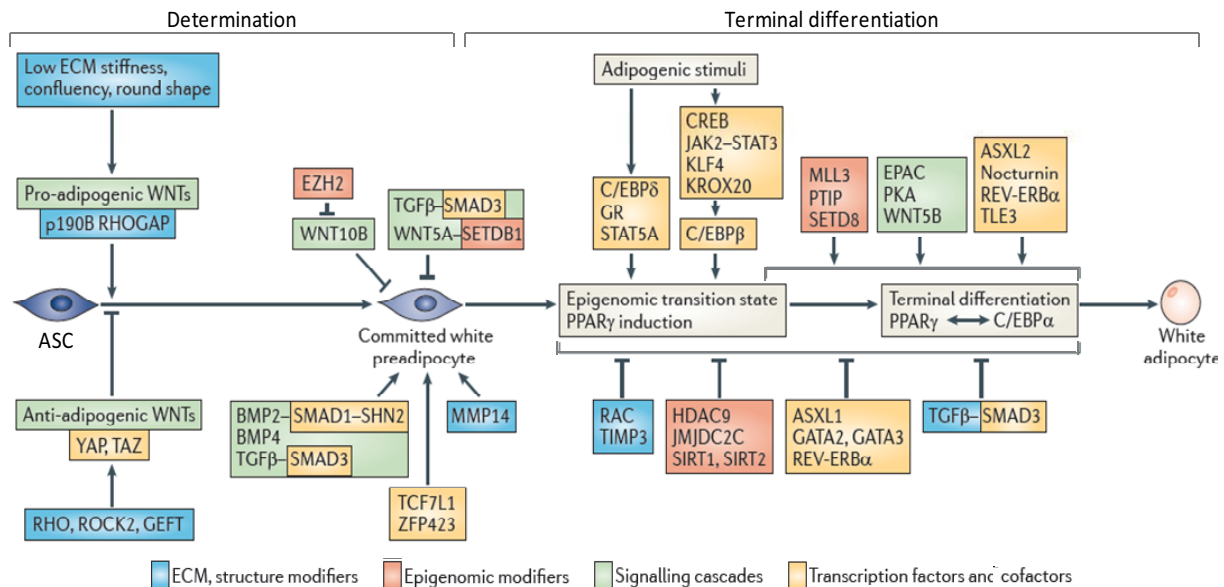 Determination
Terminal differentiation
Low ECM stiffness,
confluency, round shape
Pro-adipogenic WNTs
p190B RHOGAP
ASC
Anti-adipogenic WNTs
YAP, TAZ
RHO, ROCK2, GEFT
EZH2
WNT10B
TGFβ–SMAD3
WNT5A–SETDB1
Committed white
preadipocyte
BMP2–SMAD1–SHN2
BMP4
TGFβ–SMAD3
MMP14
TCF7L1
ZFP423
Adipogenic stimuli
C/EBPδ
GR
STAT5A
CREB
JAK2–STAT3
KLF4
KROX20
C/EBPβ
MLL3
PTIP
SETD8
EPAC
PKA
WNT5B
ASXL2
Nocturnin
REV-ERBα
TLE3
Epigenomic transition state
PPARγ induction
Terminal differentiation
PPARγ C/EBPα
White
adipocyte
RAC
TIMP3
HDAC9
JMJDC2C
SIRT1, SIRT2
ASXL1
GATA2, GATA3
REV-ERBα
TGFβ–SMAD3
ECM, structure modifiers
Epigenomic modifiers
Signalling cascades
Transcription factors and cofactors